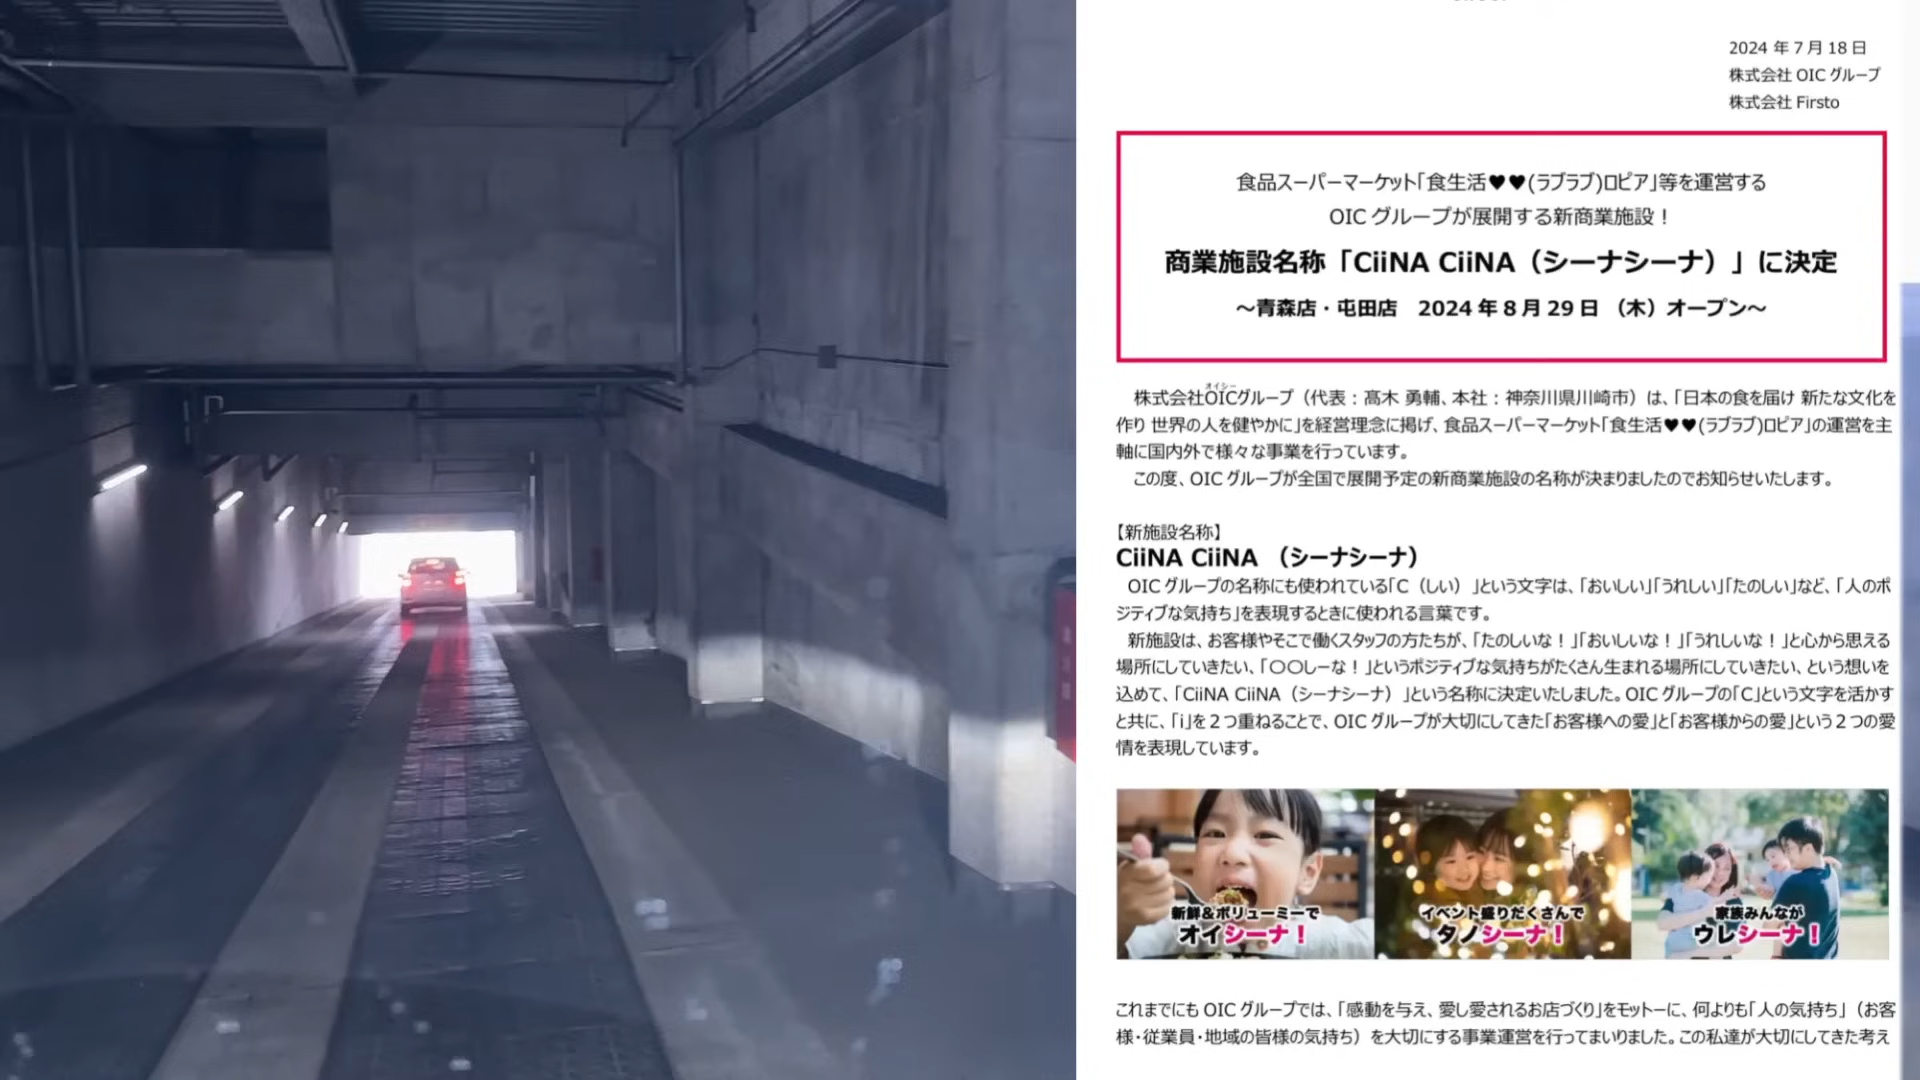 2024 年 7 月 18 日
株式会社 OIC グループ
株式会社 Firsto
食品スーパーマーケット「食生活♥♥(ラブラブ)ロピア」等を運営する
OIC グループが展開する新商業施設！
商業施設名称「CiiNA CiiNA（シーナシーナ）」に決定
～青森店・屯田店　2024 年 8 月 29 日 （木）オープン～
オイシー
株式会社OICグループ（代表：髙木 勇輔、本社：神奈川県川崎市）は、「日本の食を届け 新たな文化を
作り 世界の人を健やかに」を経営理念に掲げ、食品スーパーマーケット「食生活♥♥(ラブラブ)ロピア」の運営を主
軸に国内外で様々な事業を行っています。
この度、OIC グループが全国で展開予定の新商業施設の名称が決まりましたのでお知らせいたします。
【新施設名称】
CiiNA CiiNA （シーナシーナ）
OIC グループの名称にも使われている「C（しい）」という文字は、「おいしい」「うれしい」「たのしい」など、「人のポ
ジティブな気持ち」を表現するときに使われる言葉です。
新施設は、お客様やそこで働くスタッフの方たちが、「たのしいな！」「おいしいな！」「うれしいな！」と心から思える
場所にしていきたい、「〇〇しーな！」というポジティブな気持ちがたくさん生まれる場所にしていきたい、という想いを
込めて、「CiiNA CiiNA（シーナシーナ）」という名称に決定いたしました。OIC グループの「C」という文字を活かす
と共に、「i」を２つ重ねることで、OIC グループが大切にしてきた「お客様への愛」と「お客様からの愛」という２つの愛
情を表現しています。
新鮮&ボリューミーで
オイシーナ！
イベント盛りだくさんで
タノシーナ！
家族みんなが
ウレシーナ！
これまでにも OIC グループでは、「感動を与え、愛し愛されるお店づくり」をモットーに、何よりも「人の気持ち」（お客
様・従業員・地域の皆様の気持ち）を大切にする事業運営を行ってまいりました。この私達が大切にしてきた考え